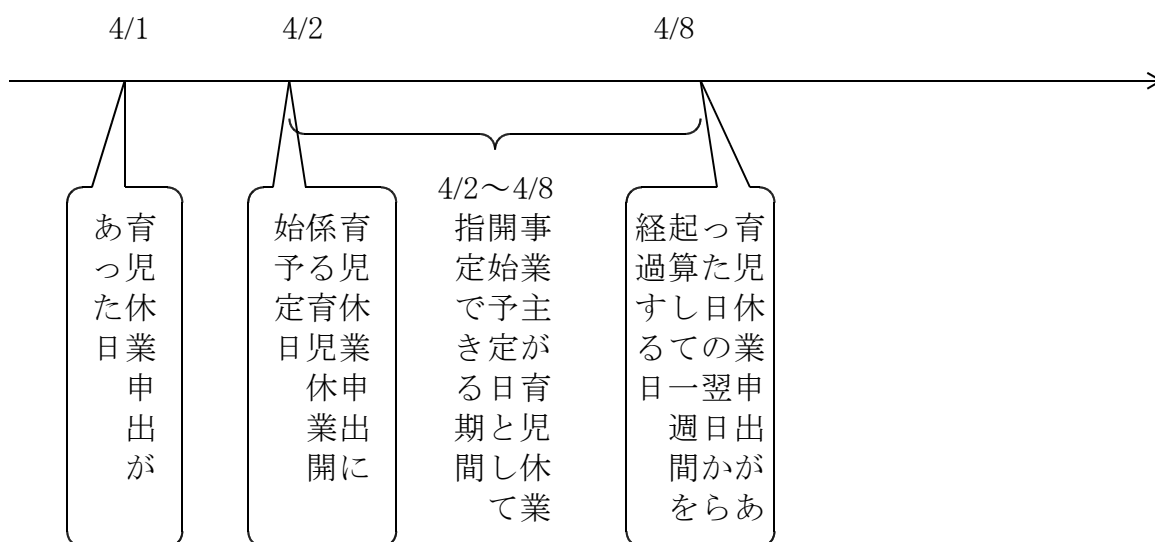 4/1
4/2
4/8
育児休業申出が
あった日
育児休業申出に
係る育児休業開
始予定日
4/2～4/8
事業主が育児休業
開始予定日として
指定できる期間
育児休業申出があ
った日の翌日から
起算して一週間を
経過する日